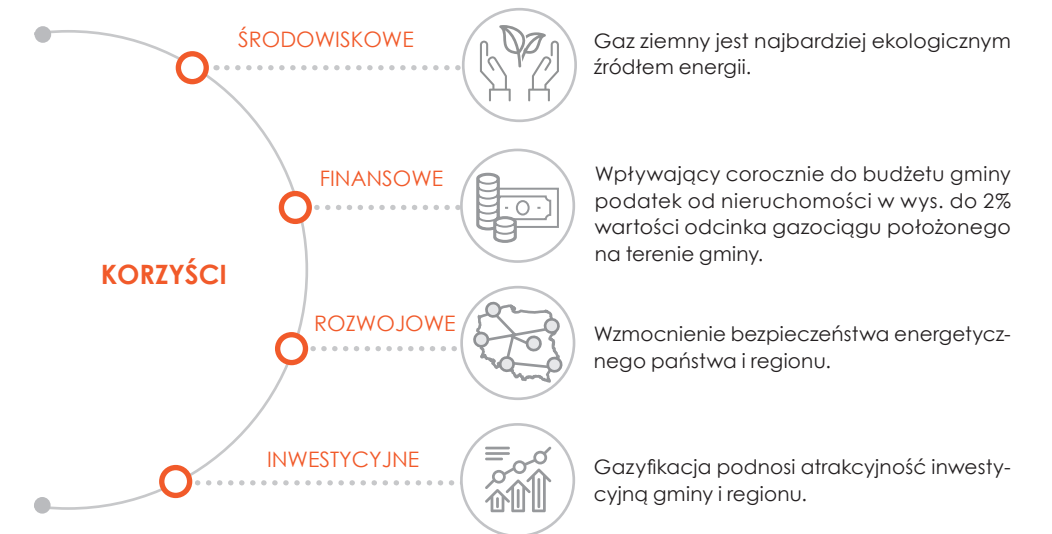 KORZYŚCI
ŚRODOWISKOWE
Gaz ziemny jest najbardziej ekologicznym
źródłem energii.
FINANSOWE
Wpływający corocznie do budżetu gminy
podatek od nieruchomości w wys. do 2%
wartości odcinka gazociągu położonego
na terenie gminy.
ROZWOJOWE
Wzmocnienie bezpieczeństwa energetycz-
nego państwa i regionu.
INWESTYCYJNE
Gazyfikacja podnosi atrakcyjność inwesty-
cyjną gminy i regionu.